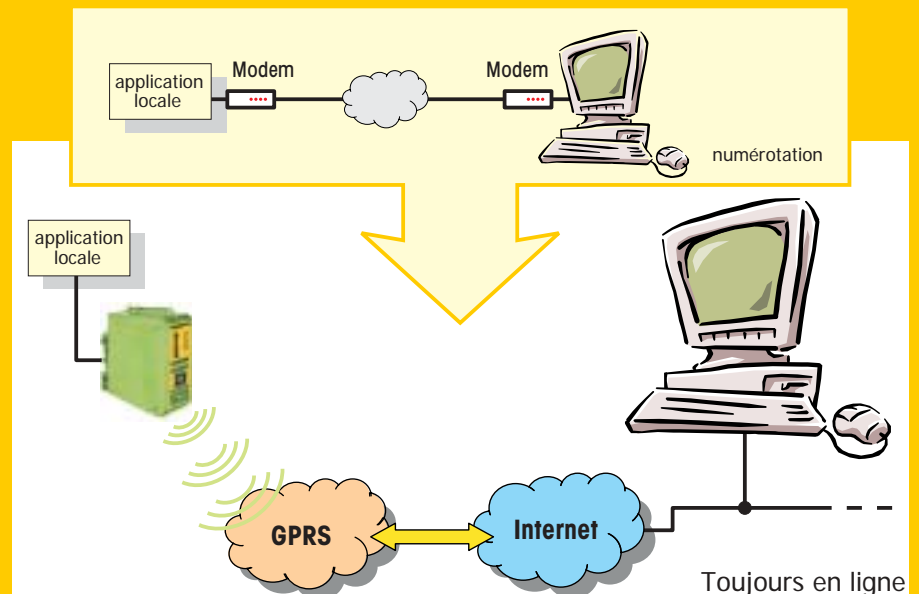 application
locale
Modem
Modem
numérotation
application
locale
GPRS
Internet
Toujours en ligne